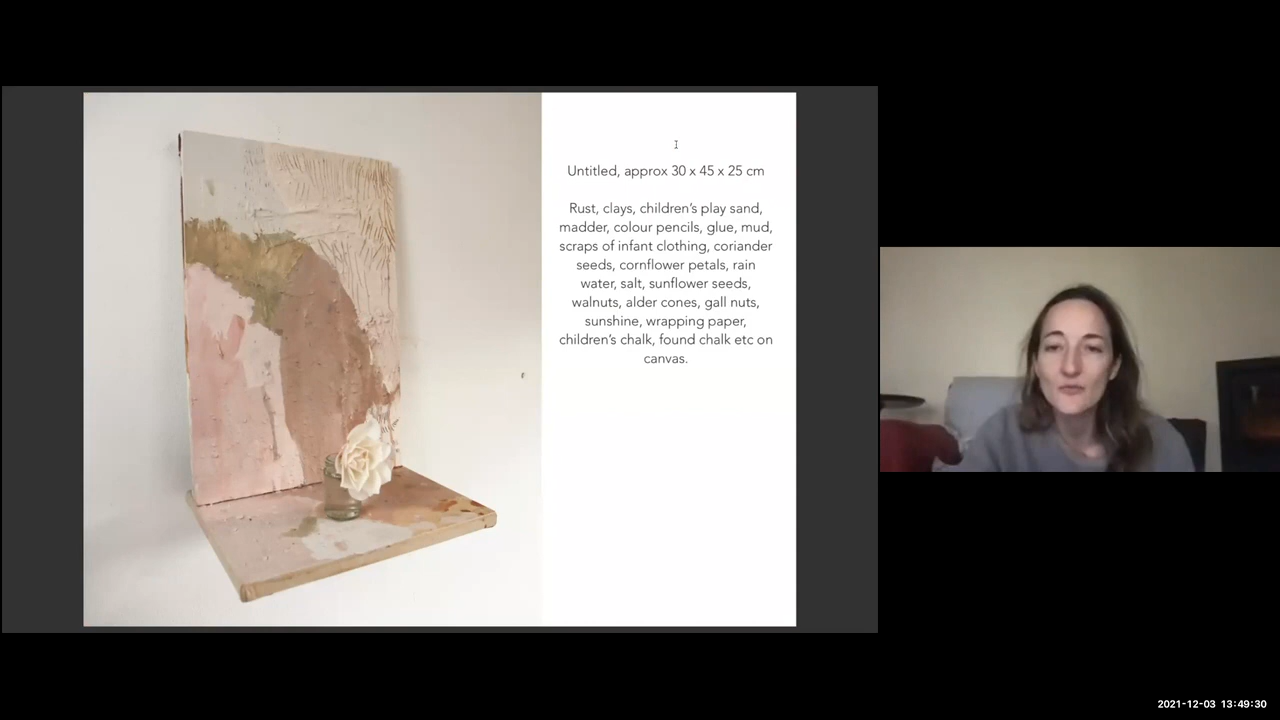 Untitled, approx 30 x 45 x 25 cm
Rust, clays, children's play sand,
madder, colour pencils, glue, mud,
scraps of infant clothing, coriander
seeds, cornflower petals, rain
water, salt, sunflower seeds,
walnuts, alder cones, gall nuts,
sunshine, wrapping paper,
children's chalk, found chalk etc on
canvas.
2021-12-03 13:49:30